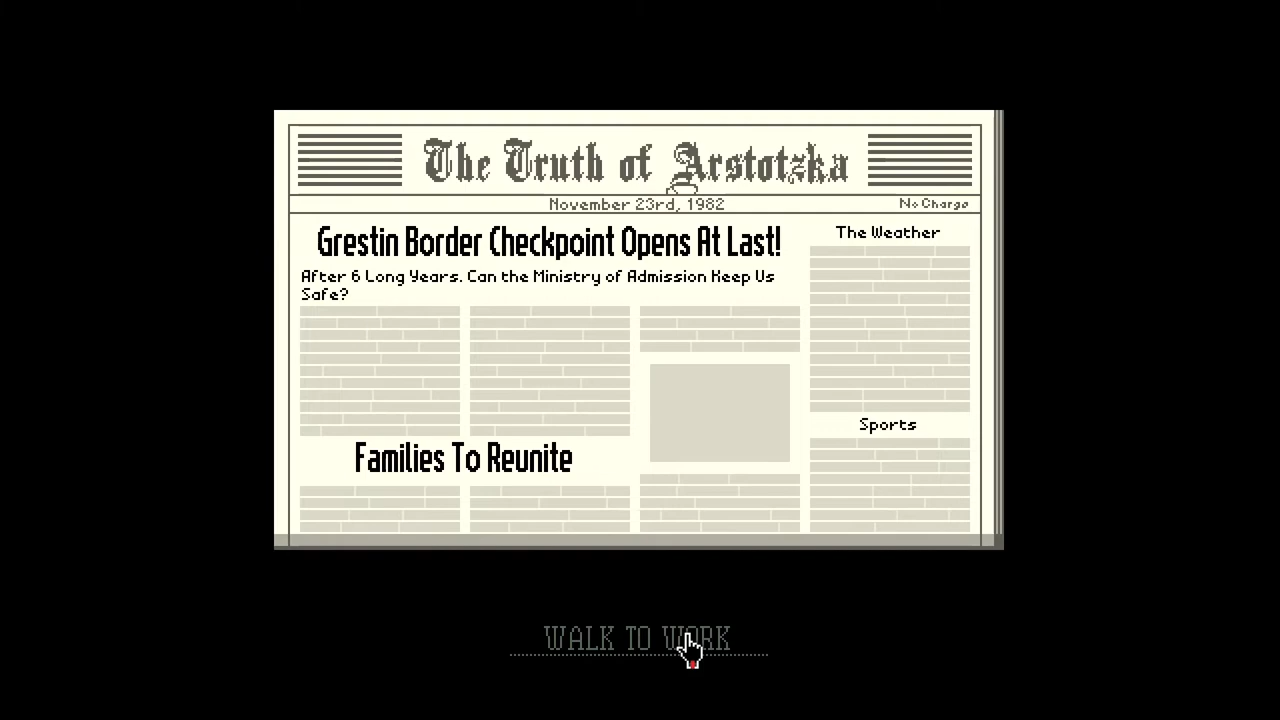 The Truth of Arstotzka
November 23rd, 1982
No Charge
Grestin Border Checkpoint Opens At Last!
After 6 Long Years. Can the Ministry of Admission Keep Us
Safe?
Families To Reunite
The Weather
Sports
WALK TO WORK